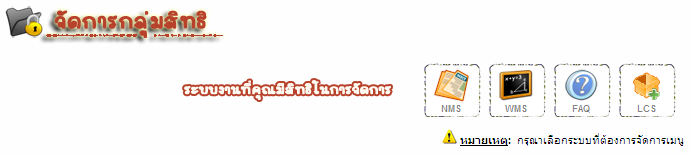 จัดการกลุ่มสิทธิ
ระบบงานที่คุณมีสิทธิในการจัดการ
NMS WMS FAQ LCS
หมายเหตุ: กรุณาเลือกระบบที่ต้องการจัดการเมนู